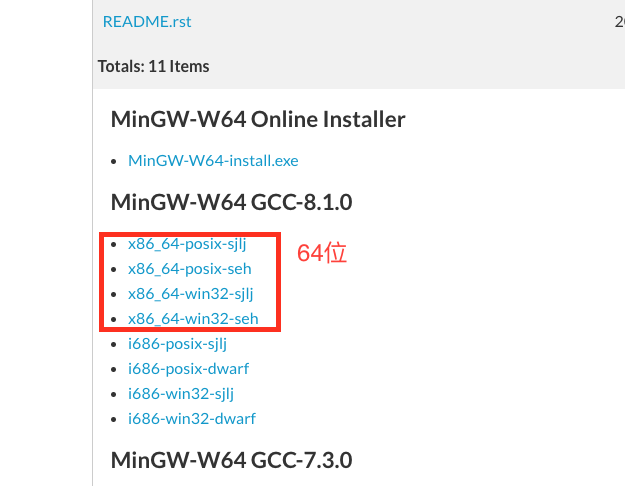 README.rst
Totals: 11 Items
MinGW-W64 Online Installer
MinGW-W64-install.exe
MinGW-W64 GCC-8.1.0
x86_64-posix-sjlj
64位
x86_64-posix-seh
x86_64-win32-sjlj
x86_64-win32-seh
i686-posix-sjlj
i686-posix-dwarf
i686-win32-sjlj
i686-win32-dwarf
MinGW-W64 GCC-7.3.0